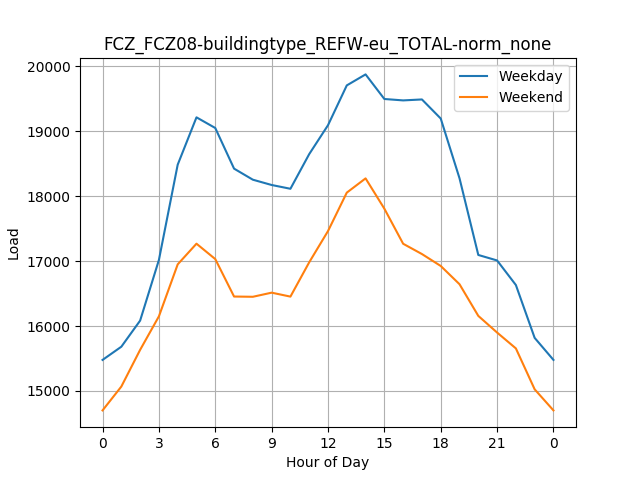 FCZ_FCZ08-buildingtype_REFW-eu_TOTAL-norm_none
Weekday
Weekend
20000
19000
18000
17000
16000
15000
Load
0 3 6 9 12 15 18 21 0
Hour of Day